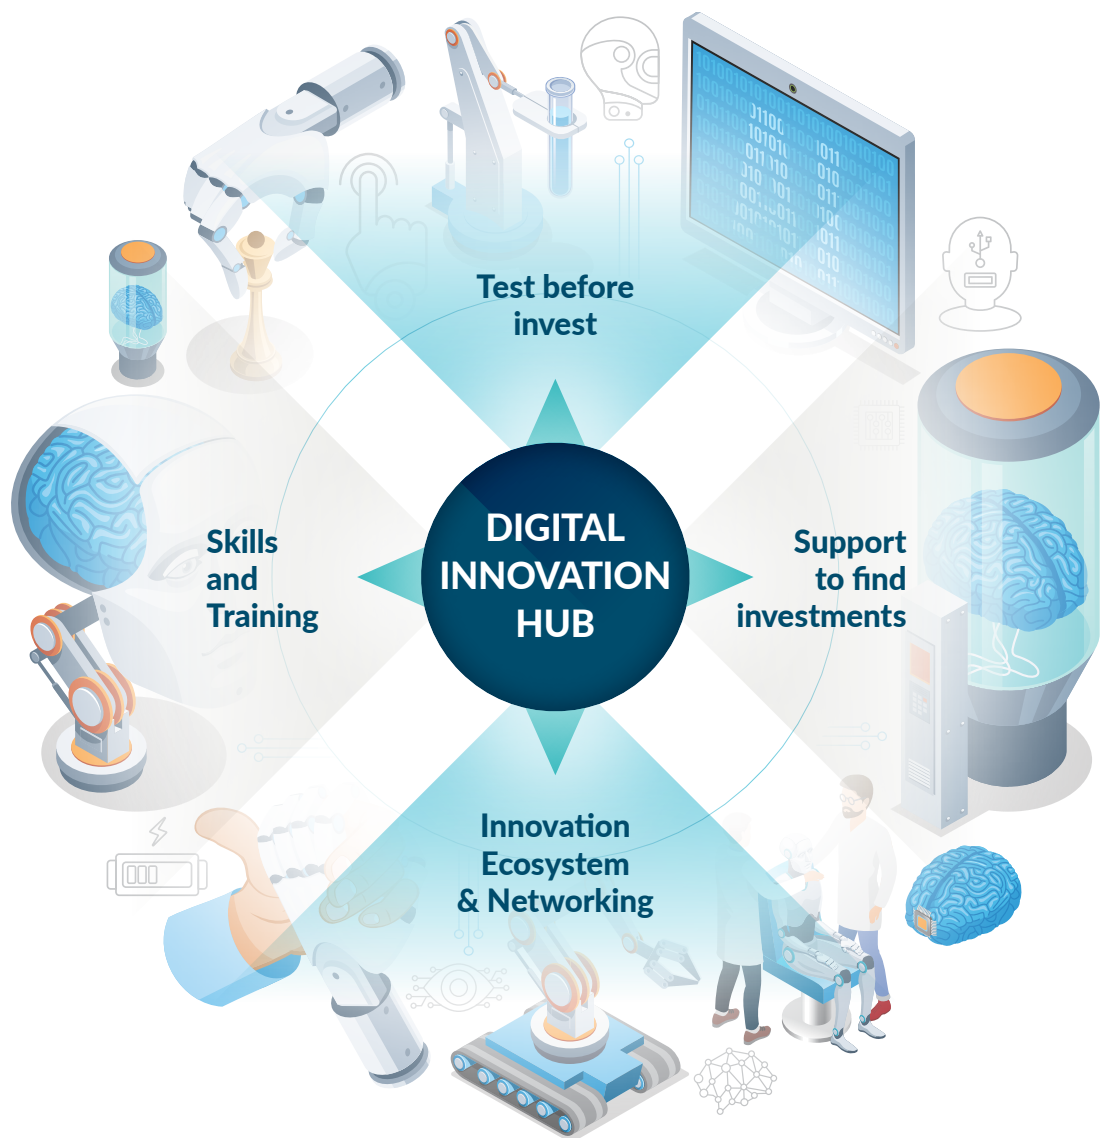 Test before
invest
DIGITAL
INNOVATION
HUB
Skills
and
Training
Support
to find
investments
Innovation
Ecosystem
& Networking